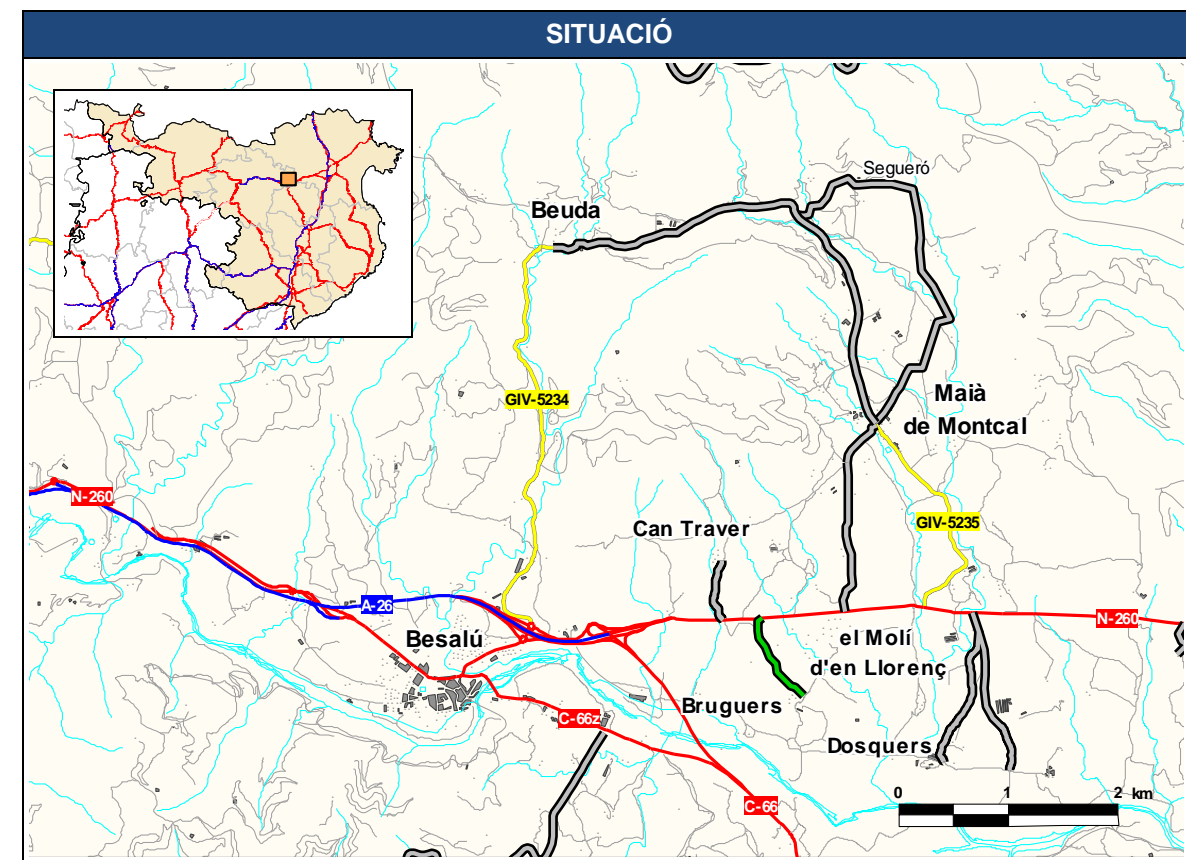 SITUACIÓ
Segueró
Beuda
GIV-5234
Maià
de Montcal
N-260
Can Traver
GIV-5235
A-26
Besalú
N-260
el Molí
d'en Llorenç
Bruguers
C-66z
Dosquers
0 1 2 km
C-66